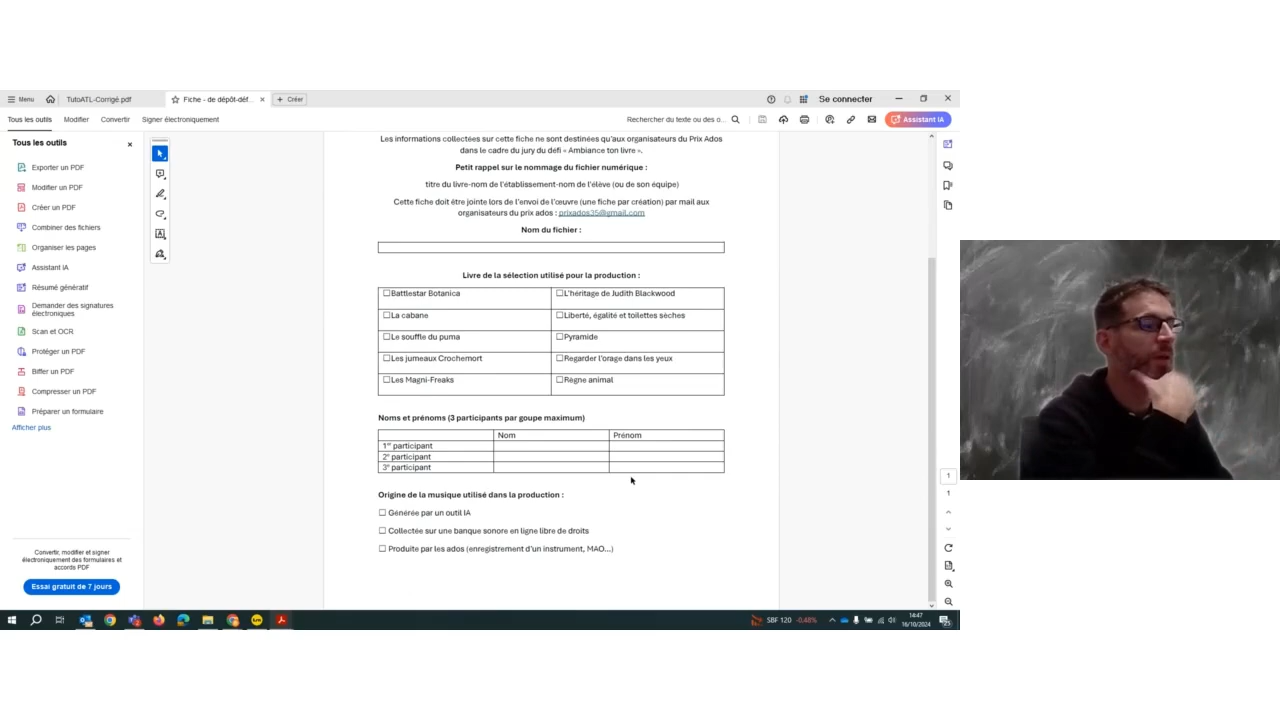 Menu
TutoATL-Corrigé.pdf
Fiche - de dépôt-déf...
Créer
Se connecter
Tous les outils
Modifier
Convertir
Signer électroniquement
Rechercher du texte ou des o...
Assistant IA
Tous les outils
Exporter un PDF
Modifier un PDF
Créer un PDF
Combiner des fichiers
Organiser les pages
Assistant IA
Résumé génératif
Demander des signatures
électroniques
Scan et OCR
Protéger un PDF
Biffer un PDF
Compresser un PDF
Préparer un formulaire
Afficher plus
Convertir, modifier et signer
électroniquement des formulaires et
accords PDF
Essai gratuit de 7 jours
Les informations collectées sur cette fiche ne sont destinées qu'aux organisateurs du Prix Ados
dans le cadre du jury du défi « Ambiance ton livre ».
Petit rappel sur le nommage du fichier numérique :
titre du livre-nom de l'établissement-nom de l'élève (ou de son équipe)
Cette fiche doit être jointe lors de l'envoi de l'œuvre (une fiche par création) par mail aux
organisateurs du prix ados : prixados35@gmail.com
Nom du fichier :
Livre de la sélection utilisé pour la production :
☐Battlestar Botanica ☐L'héritage de Judith Blackwood
☐La cabane ☐Liberté, égalité et toilettes sèches
☐Le souffle du puma ☐Pyramide
☐Les jumeaux Crochemort ☐Regarder l'orage dans les yeux
☐Les Magni-Freaks ☐Règne animal
Noms et prénoms (3 participants par goupe maximum)
Nom Prénom
1er participant
2e participant
3e participant
Origine de la musique utilisé dans la production :
☐ Générée par un outil IA
☐ Collectée sur une banque sonore en ligne libre de droits
☐ Produite par les ados (enregistrement d'un instrument, MAO...)
1
1
SBF 120 -0.48%
14:47
16/10/2024